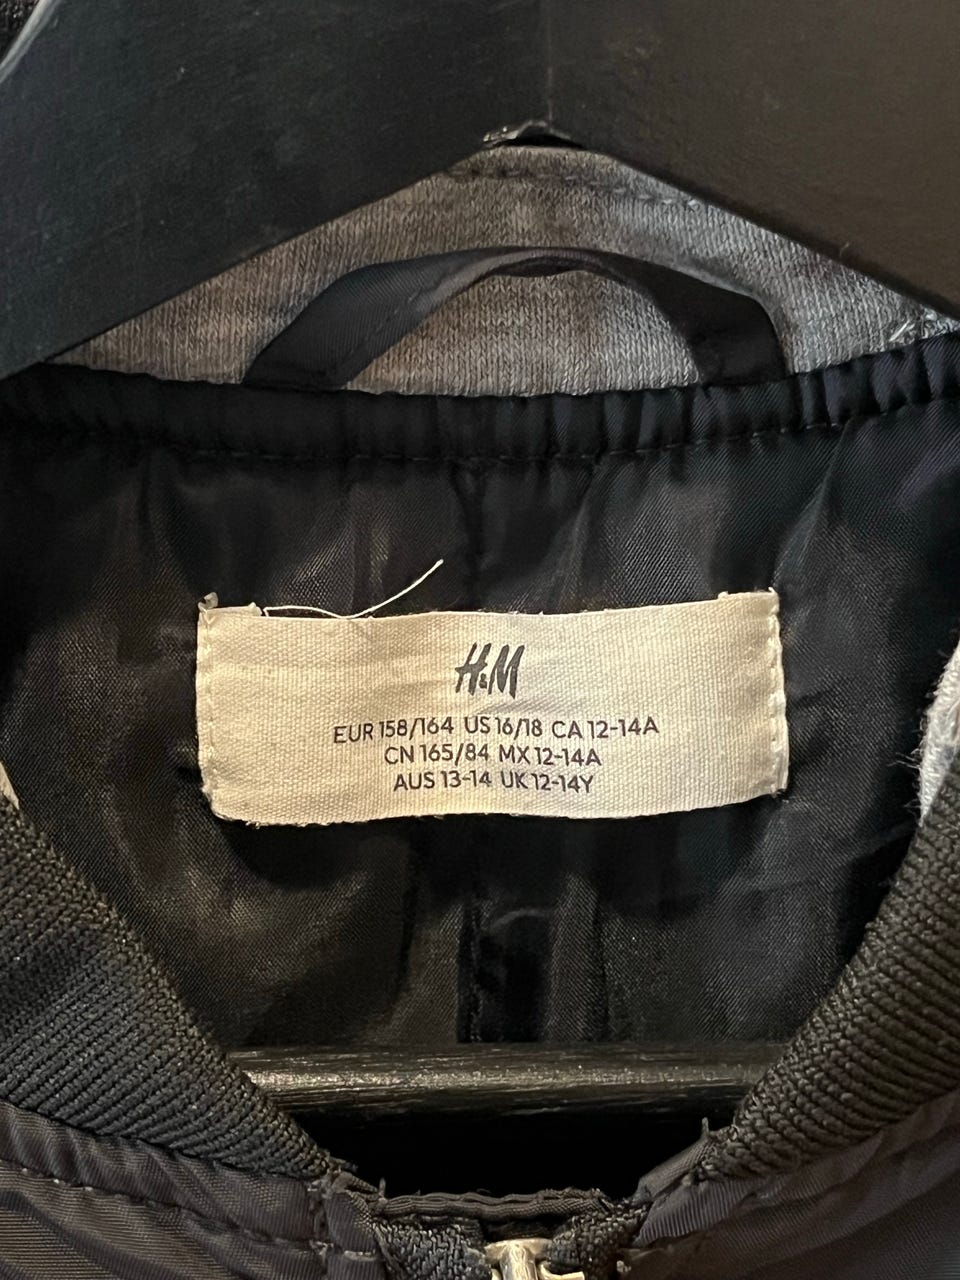 H&M
EUR 158/164 US 16/18 CA 12-14A
CN 165/84 MX 12-14A
AUS 13-14 UK 12-14Y